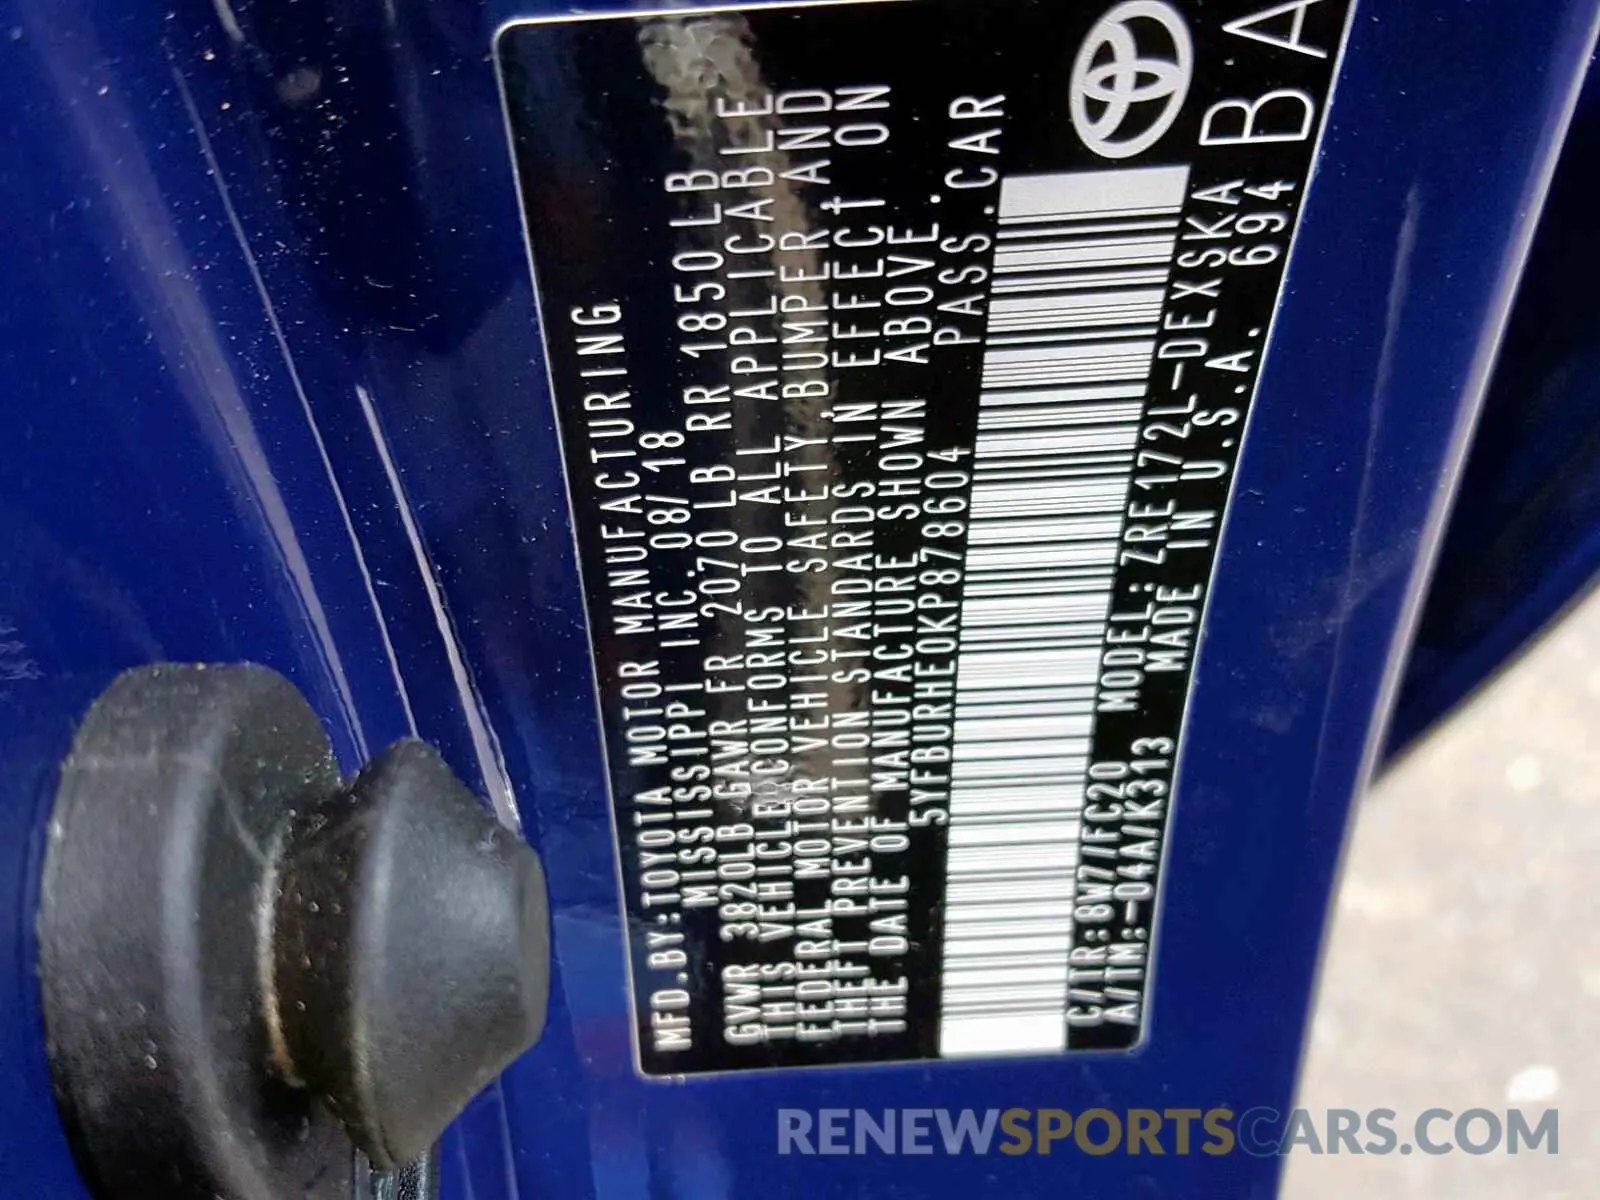 MFD.BY:TOYOTA MOTOR MANUFACTURING
MISSISSIPPI INC. 08/18
GVWR 3820LB GAWR FR 2070 LB RR 1850 LB
THIS VEHICLE CONFORMS TO ALL APPLICABLE
FEDERAL MOTOR VEHICLE SAFETY, BUMPER AND
THEFT PREVENTION STANDARDS IN EFFECT ON
THE DATE OF MANUFACTURE SHOWN ABOVE.
5YFBURHE0KP878604 PASS.CAR
C/TR:8W7/FC20 MODEL:ZRE172L-DEXSKA
A/TM:-04A/K313 MADE IN U.S.A. 694
BA
RENEWSPORTSCARS.COM